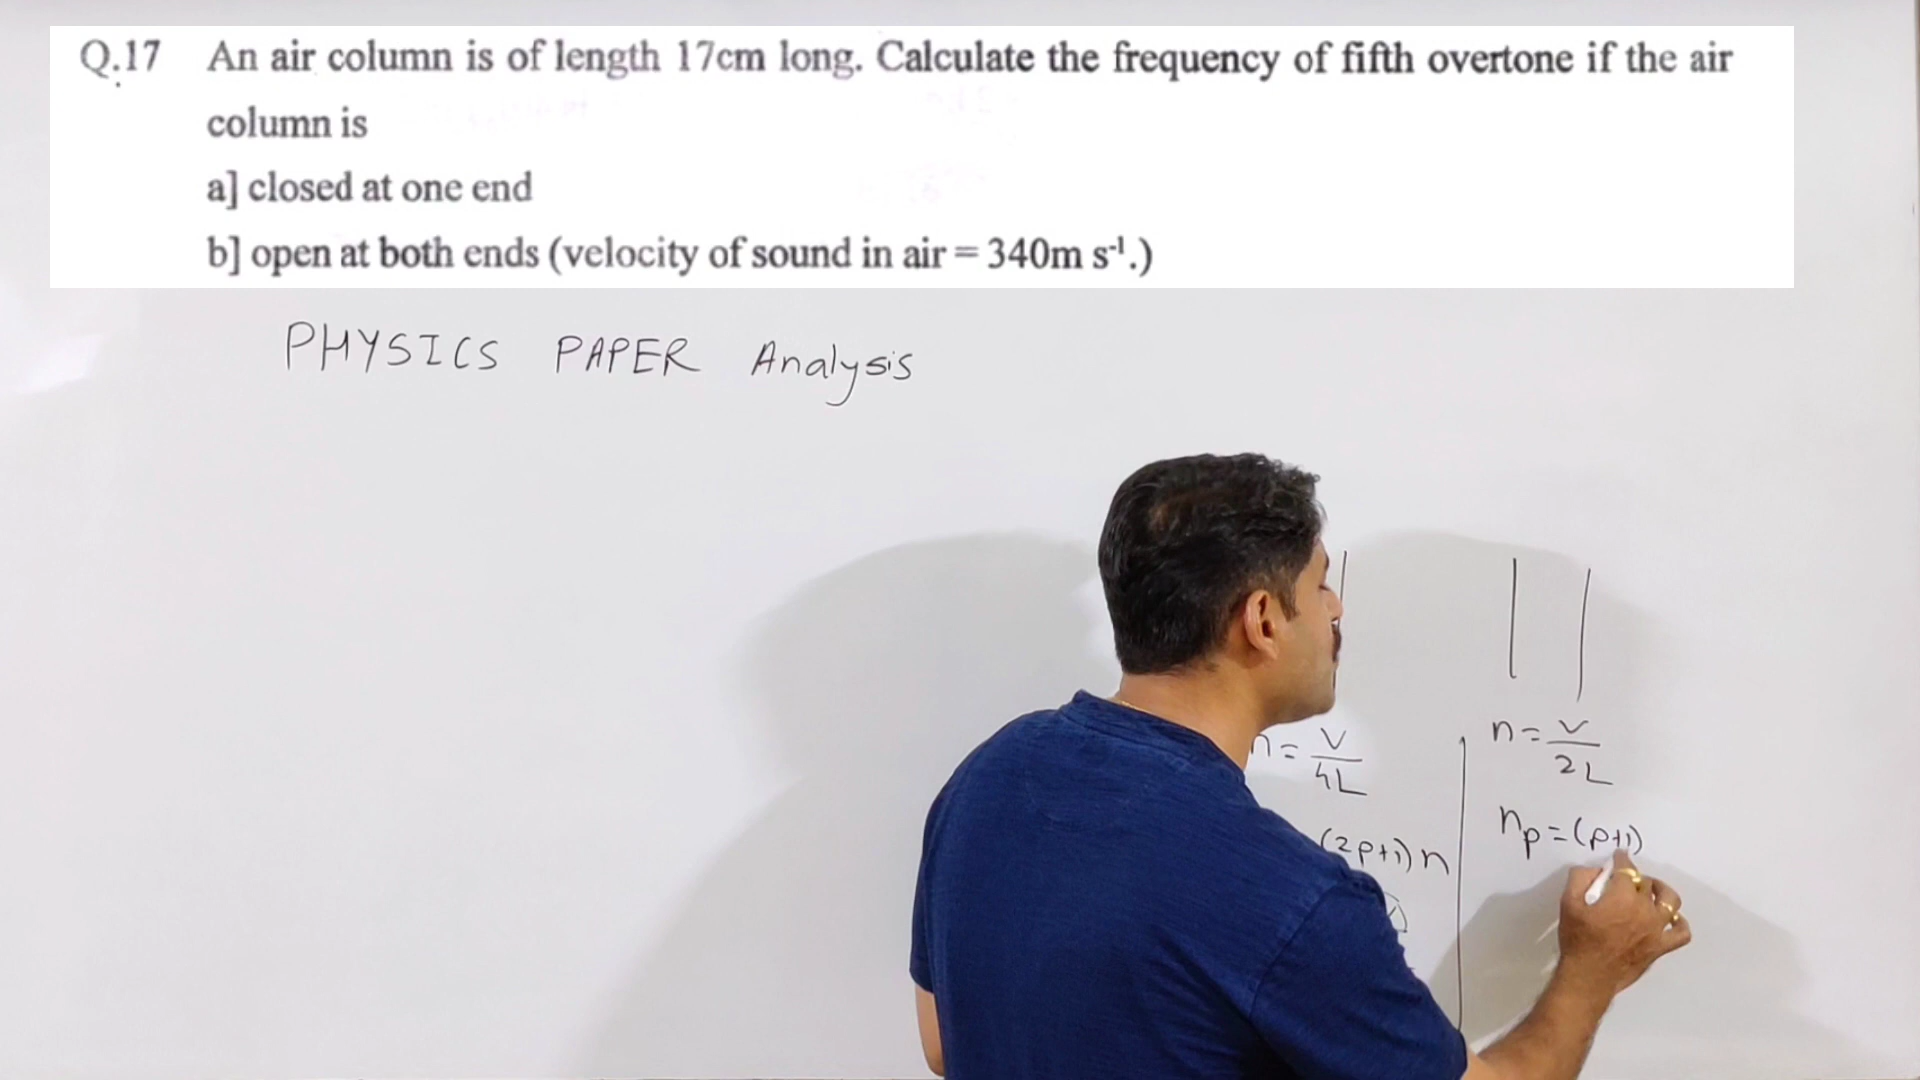 Q.17 An air column is of length 17cm long. Calculate the frequency of fifth overtone if the air
column is
a] closed at one end
b] open at both ends (velocity of sound in air = 340m s⁻¹.)
PHYSICS PAPER Analysis
n = V/4L
(2p+1) n
n = V/2L
np = (p+1)